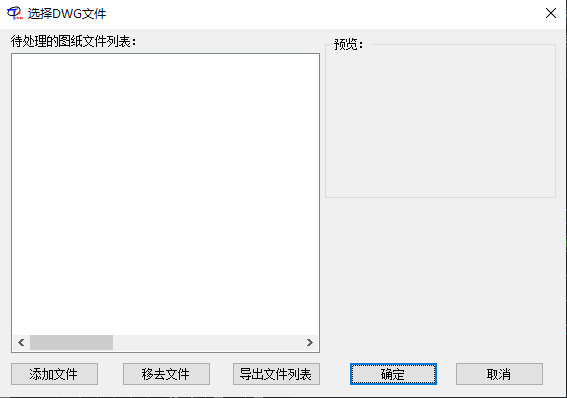 选择DWG文件
待处理的图纸文件列表：
预览：
添加文件
移去文件
导出文件列表
确定
取消